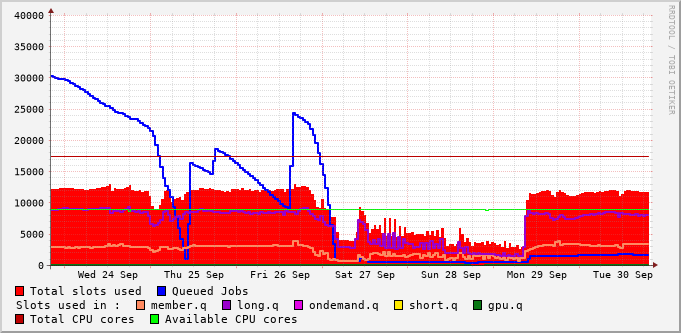 RRDTOOL / TOBI OETIKER
40000
35000
30000
25000
20000
15000
10000
5000
0
Wed 24 Sep Thu 25 Sep Fri 26 Sep Sat 27 Sep Sun 28 Sep Mon 29 Sep Tue 30 Sep
Total slots used Queued Jobs
Slots used in : member.q long.q ondemand.q short.q gpu.q
Total CPU cores Available CPU cores